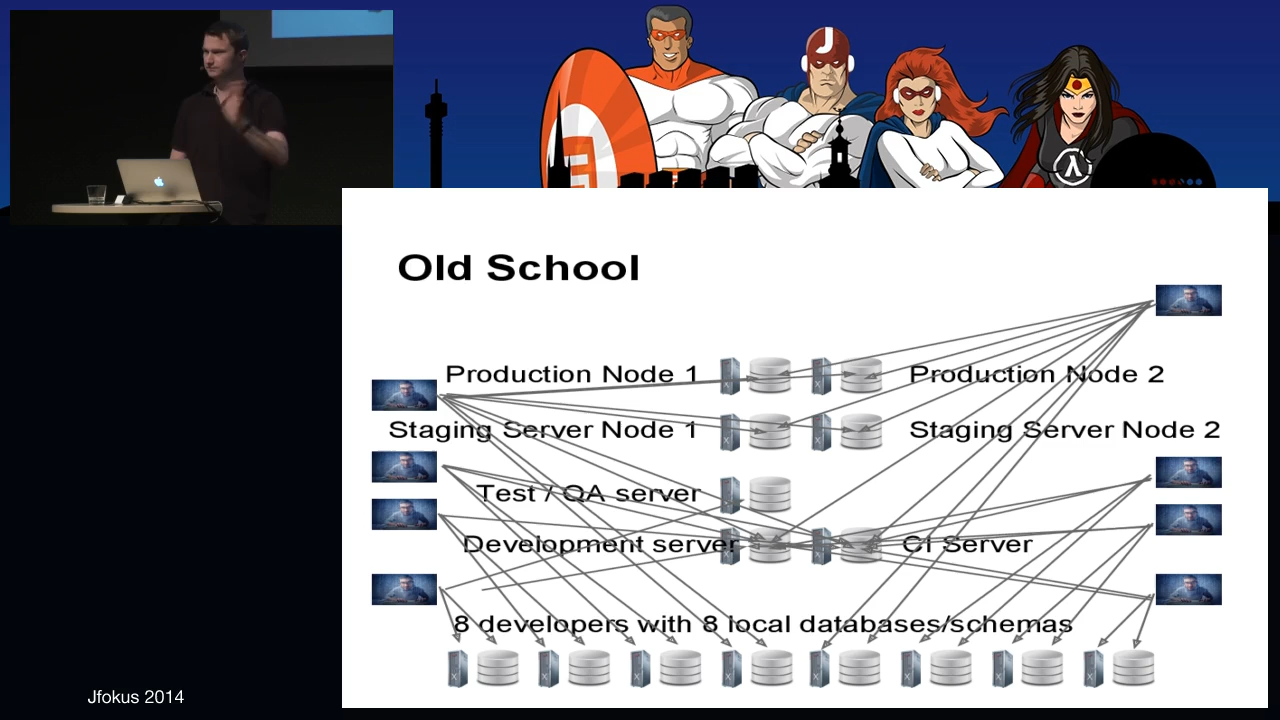 J
λ
Old School
Production Node 1
Production Node 2
Staging Server Node 1
Staging Server Node 2
Test / QA server
Development server
CI Server
8 developers with 8 local databases/schemas
Jfokus 2014